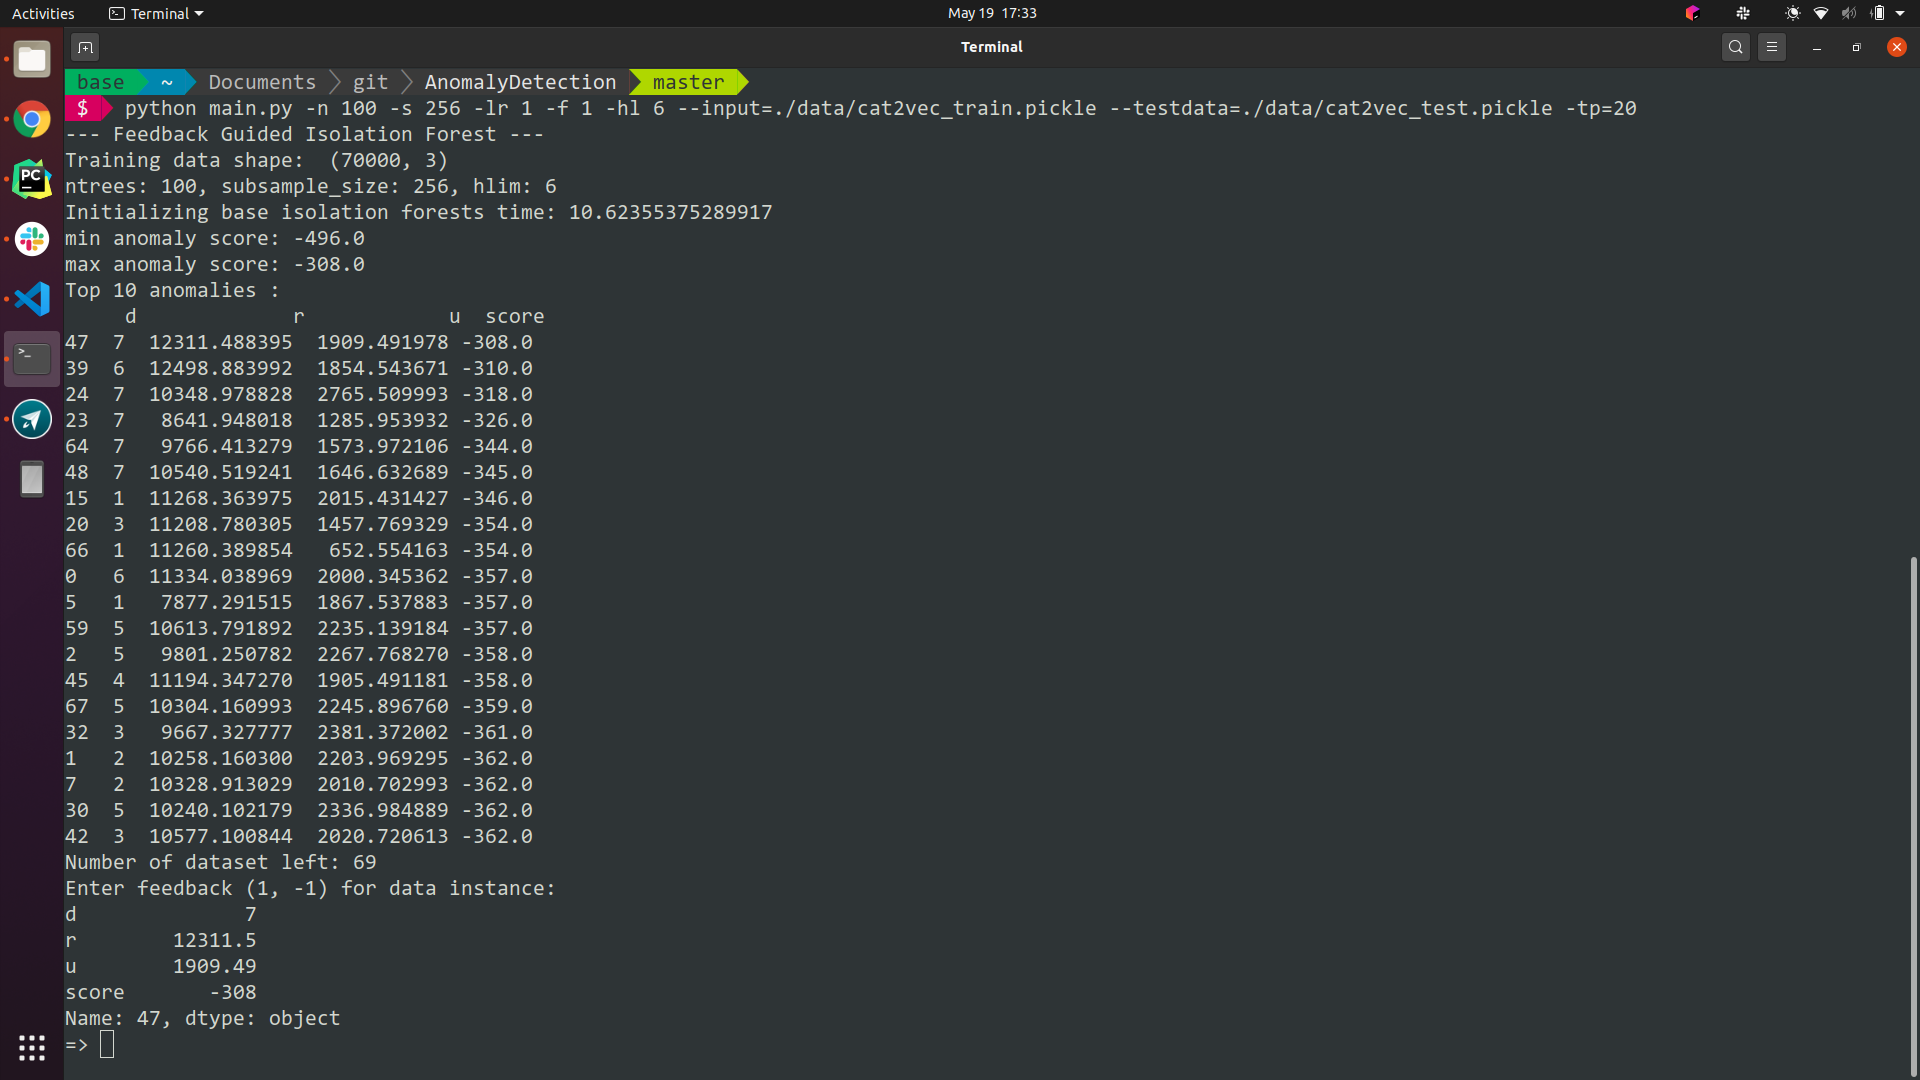 Activities Terminal May 19 17:33
Terminal
base ~ Documents git AnomalyDetection master
$ python main.py -n 100 -s 256 -lr 1 -f 1 -hl 6 --input=./data/cat2vec_train.pickle --testdata=./data/cat2vec_test.pickle -tp=20
--- Feedback Guided Isolation Forest ---
Training data shape:  (70000, 3)
ntrees: 100, subsample_size: 256, hlim: 6
Initializing base isolation forests time: 10.62355375289917
min anomaly score: -496.0
max anomaly score: -308.0
Top 10 anomalies :
     d             r            u  score
47  7  12311.488395  1909.491978 -308.0
39  6  12498.883992  1854.543671 -310.0
24  7  10348.978828  2765.509993 -318.0
23  7   8641.948018  1285.953932 -326.0
64  7   9766.413279  1573.972106 -344.0
48  7  10540.519241  1646.632689 -345.0
15  1  11268.363975  2015.431427 -346.0
20  3  11208.780305  1457.769329 -354.0
66  1  11260.389854   652.554163 -354.0
0   6  11334.038969  2000.345362 -357.0
5   1   7877.291515  1867.537883 -357.0
59  5  10613.791892  2235.139184 -357.0
2   5   9801.250782  2267.768270 -358.0
45  4  11194.347270  1905.491181 -358.0
67  5  10304.160993  2245.896760 -359.0
32  3   9667.327777  2381.372002 -361.0
1   2  10258.160300  2203.969295 -362.0
7   2  10328.913029  2010.702993 -362.0
30  5  10240.102179  2336.984889 -362.0
42  3  10577.100844  2020.720613 -362.0
Number of dataset left: 69
Enter feedback (1, -1) for data instance:
d              7
r        12311.5
u        1909.49
score       -308
Name: 47, dtype: object
=>
PC